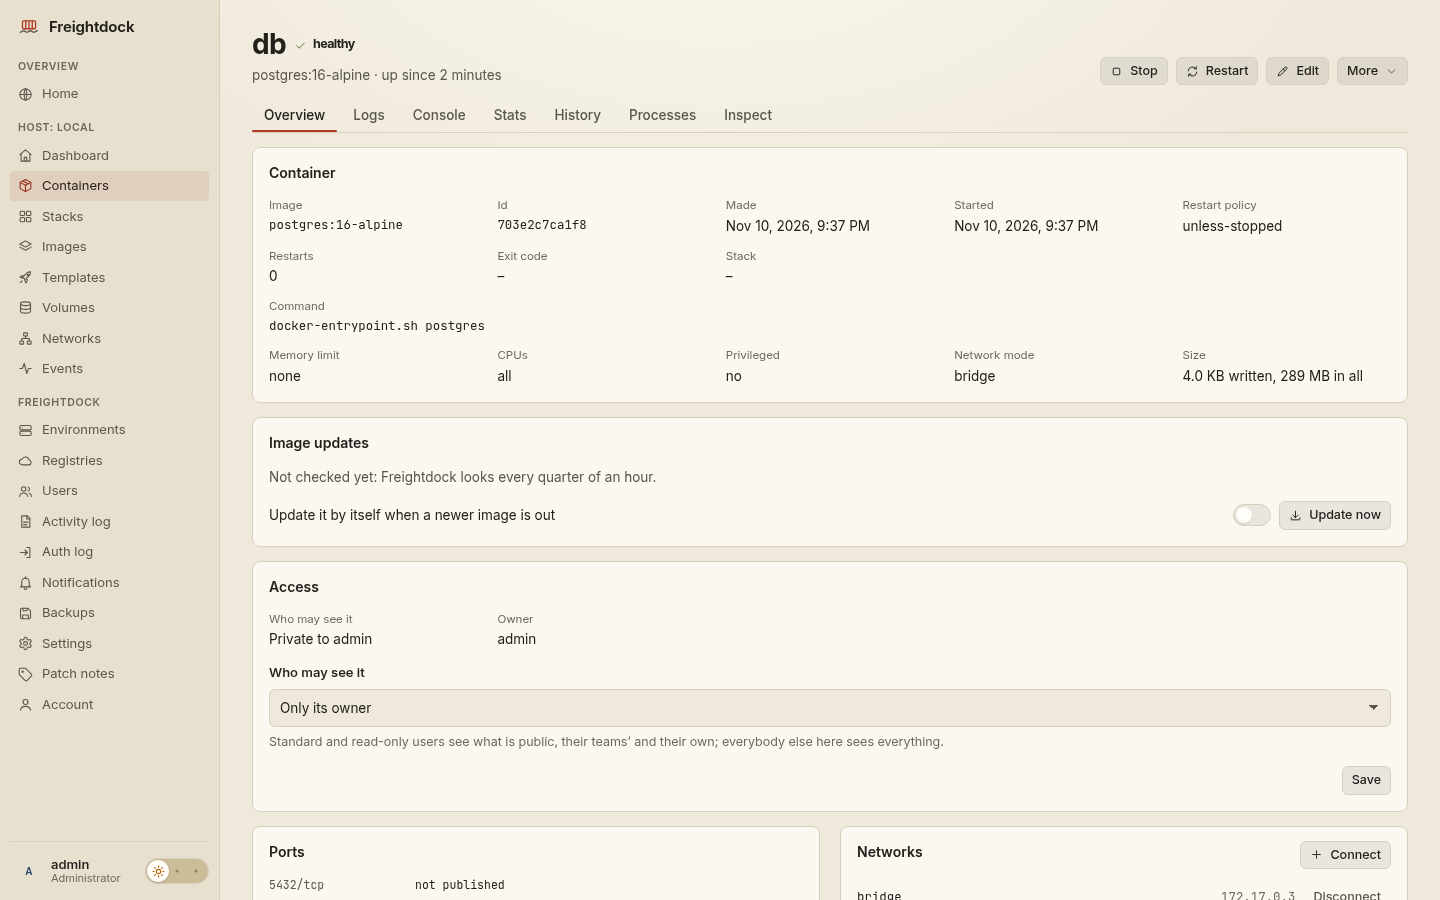 Freightdock
OVERVIEW
Home
HOST: LOCAL
Dashboard
Containers
Stacks
Images
Templates
Volumes
Networks
Events
FREIGHTDOCK
Environments
Registries
Users
Activity log
Auth log
Notifications
Backups
Settings
Patch notes
Account
A
admin
Administrator
db healthy
postgres:16-alpine · up since 2 minutes
Stop Restart Edit More
Overview Logs Console Stats History Processes Inspect
Container
Image Id Made Started Restart policy
postgres:16-alpine 703e2c7ca1f8 Nov 10, 2026, 9:37 PM Nov 10, 2026, 9:37 PM unless-stopped
Restarts Exit code Stack
0 – –
Command
docker-entrypoint.sh postgres
Memory limit CPUs Privileged Network mode Size
none all no bridge 4.0 KB written, 289 MB in all
Image updates
Not checked yet: Freightdock looks every quarter of an hour.
Update it by itself when a newer image is out Update now
Access
Who may see it Owner
Private to admin admin
Who may see it
Only its owner
Standard and read-only users see what is public, their teams’ and their own; everybody else here sees everything.
Save
Ports
5432/tcp not published
Networks Connect
bridge 172.17.0.3 Disconnect